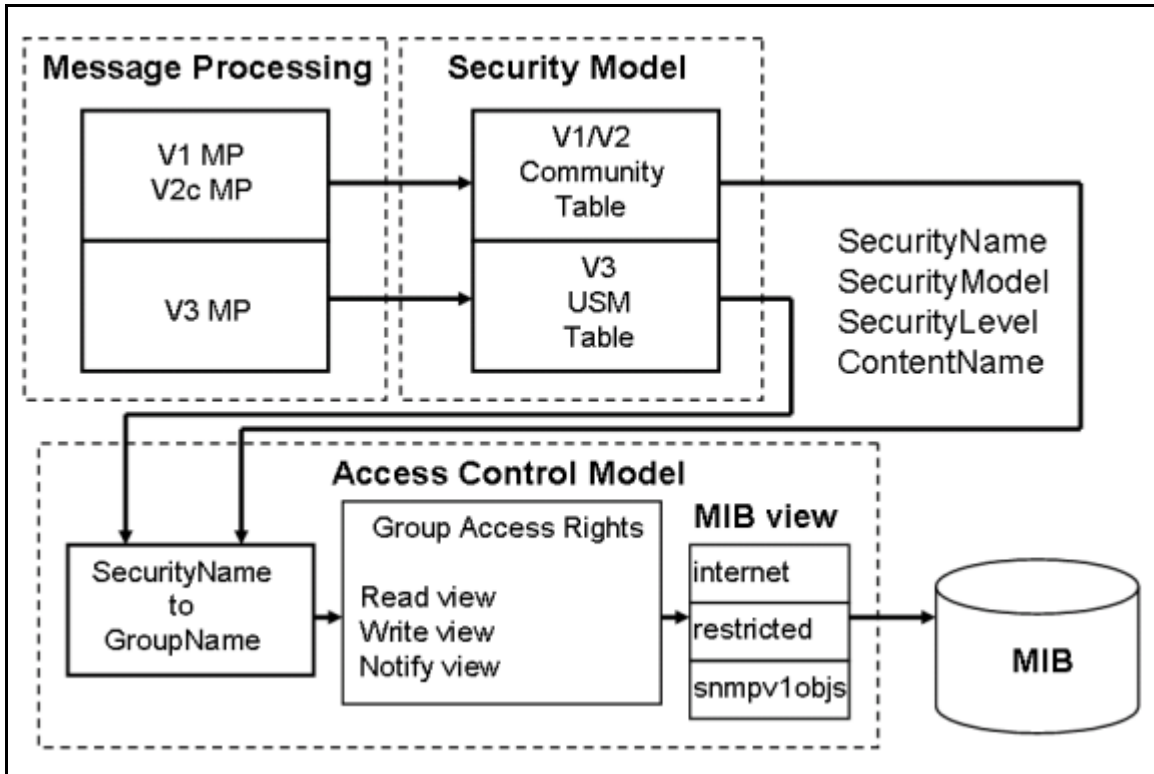 Message Processing
V1 MP
V2c MP
V3 MP
Security Model
V1/V2
Community
Table
V3
USM
Table
SecurityName
SecurityModel
SecurityLevel
ContentName
Access Control Model
SecurityName
to
GroupName
Group Access Rights
Read view
Write view
Notify view
MIB view
internet
restricted
snmpv1objs
MIB